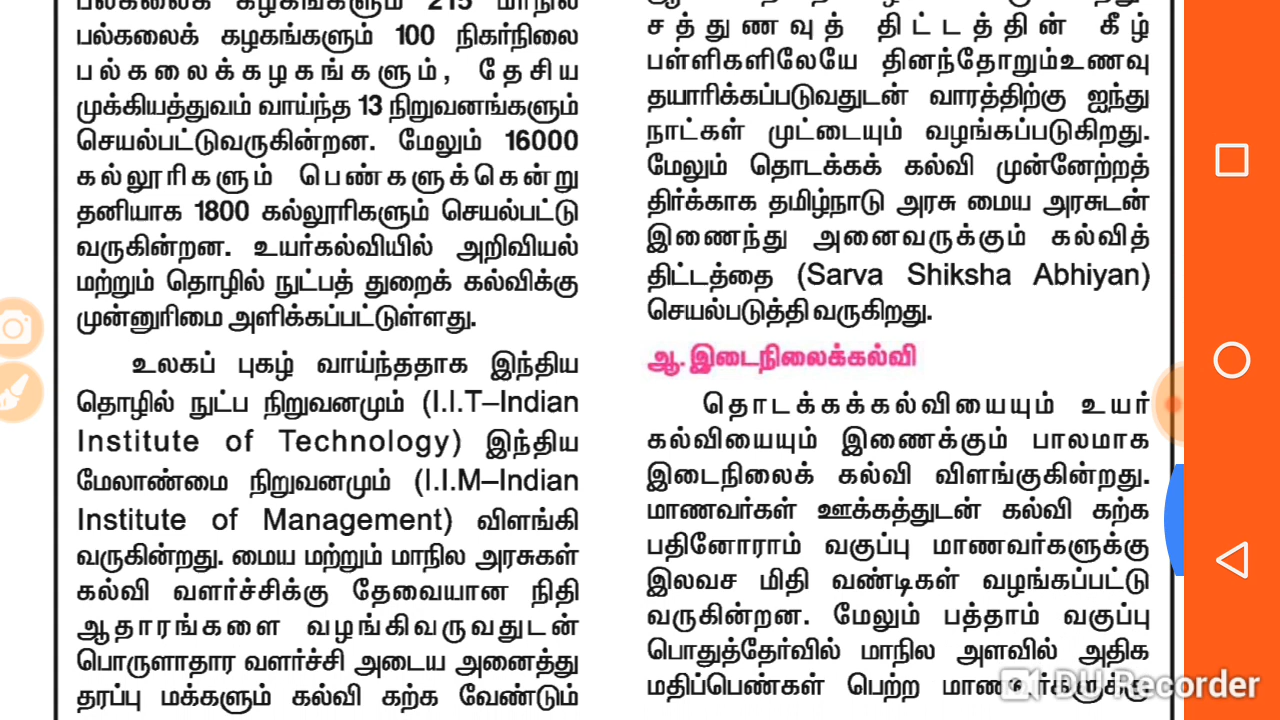 பல்கலைக் கழகங்களும் 215 மாநில
பல்கலைக் கழகங்களும் 100 நிகர்நிலை
பல்கலைக்கழகங்களும், தேசிய
முக்கியத்துவம் வாய்ந்த 13 நிறுவனங்களும்
செயல்பட்டுவருகின்றன. மேலும் 16000
கல்லூரிகளும் பெண்களுக்கென்று
தனியாக 1800 கல்லூரிகளும் செயல்பட்டு
வருகின்றன. உயர்கல்வியில் அறிவியல்
மற்றும் தொழில் நுட்பத் துறைக் கல்விக்கு
முன்னுரிமை அளிக்கப்பட்டுள்ளது.
உலகப் புகழ் வாய்ந்ததாக இந்திய
தொழில் நுட்ப நிறுவனமும் (I.I.T–Indian
Institute of Technology) இந்திய
மேலாண்மை நிறுவனமும் (I.I.M–Indian
Institute of Management) விளங்கி
வருகின்றது. மைய மற்றும் மாநில அரசுகள்
கல்வி வளர்ச்சிக்கு தேவையான நிதி
ஆதாரங்களை வழங்கிவருவதுடன்
பொருளாதார வளர்ச்சி அடைய அனைத்து
தரப்பு மக்களும் கல்வி கற்க வேண்டும்
சத்துணவுத் திட்டத்தின் கீழ்
பள்ளிகளிலேயே தினந்தோறும்உணவு
தயாரிக்கப்படுவதுடன் வாரத்திற்கு ஐந்து
நாட்கள் முட்டையும் வழங்கப்படுகிறது.
மேலும் தொடக்கக் கல்வி முன்னேற்றத்
திர்க்காக தமிழ்நாடு அரசு மைய அரசுடன்
இணைந்து அனைவருக்கும் கல்வித்
திட்டத்தை (Sarva Shiksha Abhiyan)
செயல்படுத்தி வருகிறது.
ஆ. இடைநிலைக்கல்வி
தொடக்கக்கல்வியையும் உயர்
கல்வியையும் இணைக்கும் பாலமாக
இடைநிலைக் கல்வி விளங்குகின்றது.
மாணவர்கள் ஊக்கத்துடன் கல்வி கற்க
பதினோராம் வகுப்பு மாணவர்களுக்கு
இலவச மிதி வண்டிகள் வழங்கப்பட்டு
வருகின்றன. மேலும் பத்தாம் வகுப்பு
பொதுத்தேர்வில் மாநில அளவில் அதிக
மதிப்பெண்கள் பெற்ற மாணவர்களுக்கு
DU Recorder